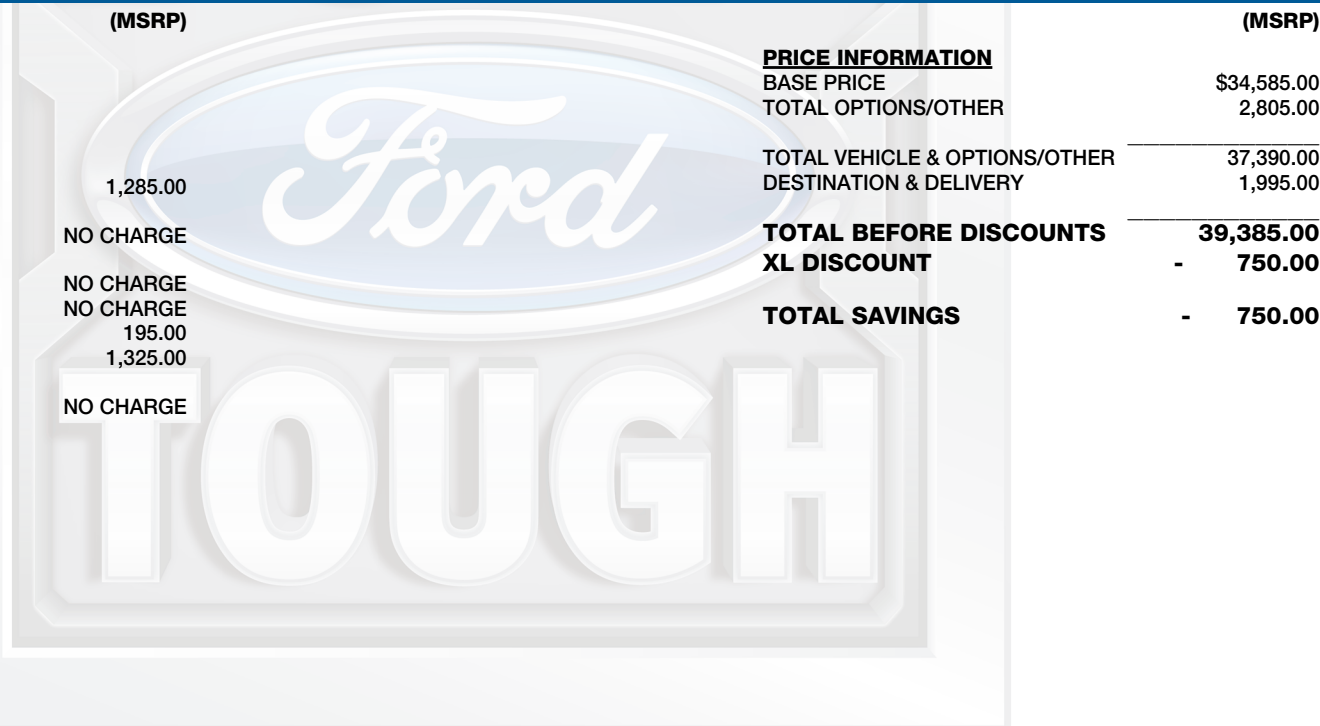 (MSRP)
1,285.00
NO CHARGE
NO CHARGE
NO CHARGE
195.00
1,325.00
NO CHARGE
(MSRP)
PRICE INFORMATION
BASE PRICE $34,585.00
TOTAL OPTIONS/OTHER 2,805.00
TOTAL VEHICLE & OPTIONS/OTHER 37,390.00
DESTINATION & DELIVERY 1,995.00
TOTAL BEFORE DISCOUNTS 39,385.00
XL DISCOUNT - 750.00
TOTAL SAVINGS - 750.00
Ford
TOUGH